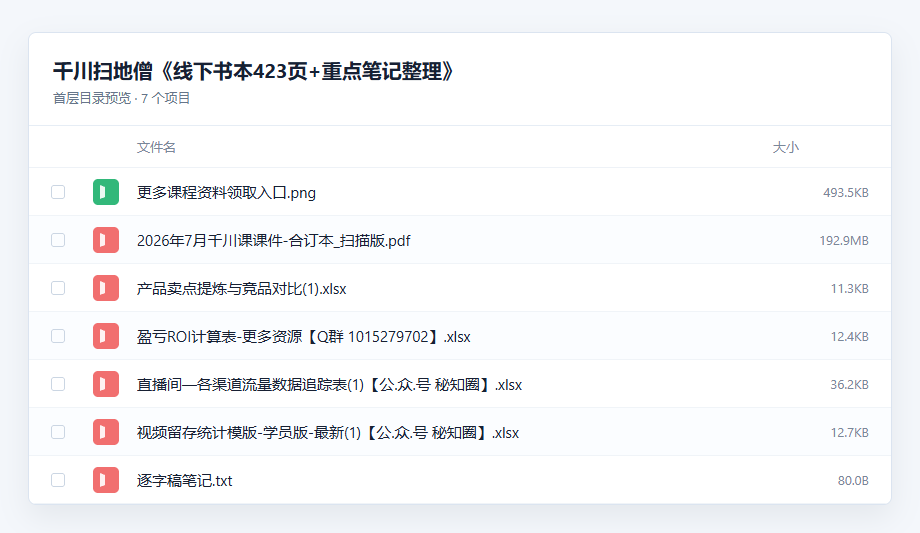 千川扫地僧《线下书本423页+重点笔记整理》
首层目录预览 · 7 个项目
文件名 大小
更多课程资料领取入口.png 493.5KB
2026年7月千川课课件-合订本_扫描版.pdf 192.9MB
产品卖点提炼与竞品对比(1).xlsx 11.3KB
盈亏ROI计算表-更多资源【Q群 1015279702】.xlsx 12.4KB
直播间—各渠道流量数据追踪表(1)【公.众.号 秘知圈】.xlsx 36.2KB
视频留存统计模版-学员版-最新(1)【公.众.号 秘知圈】.xlsx 12.7KB
逐字稿笔记.txt 80.0B